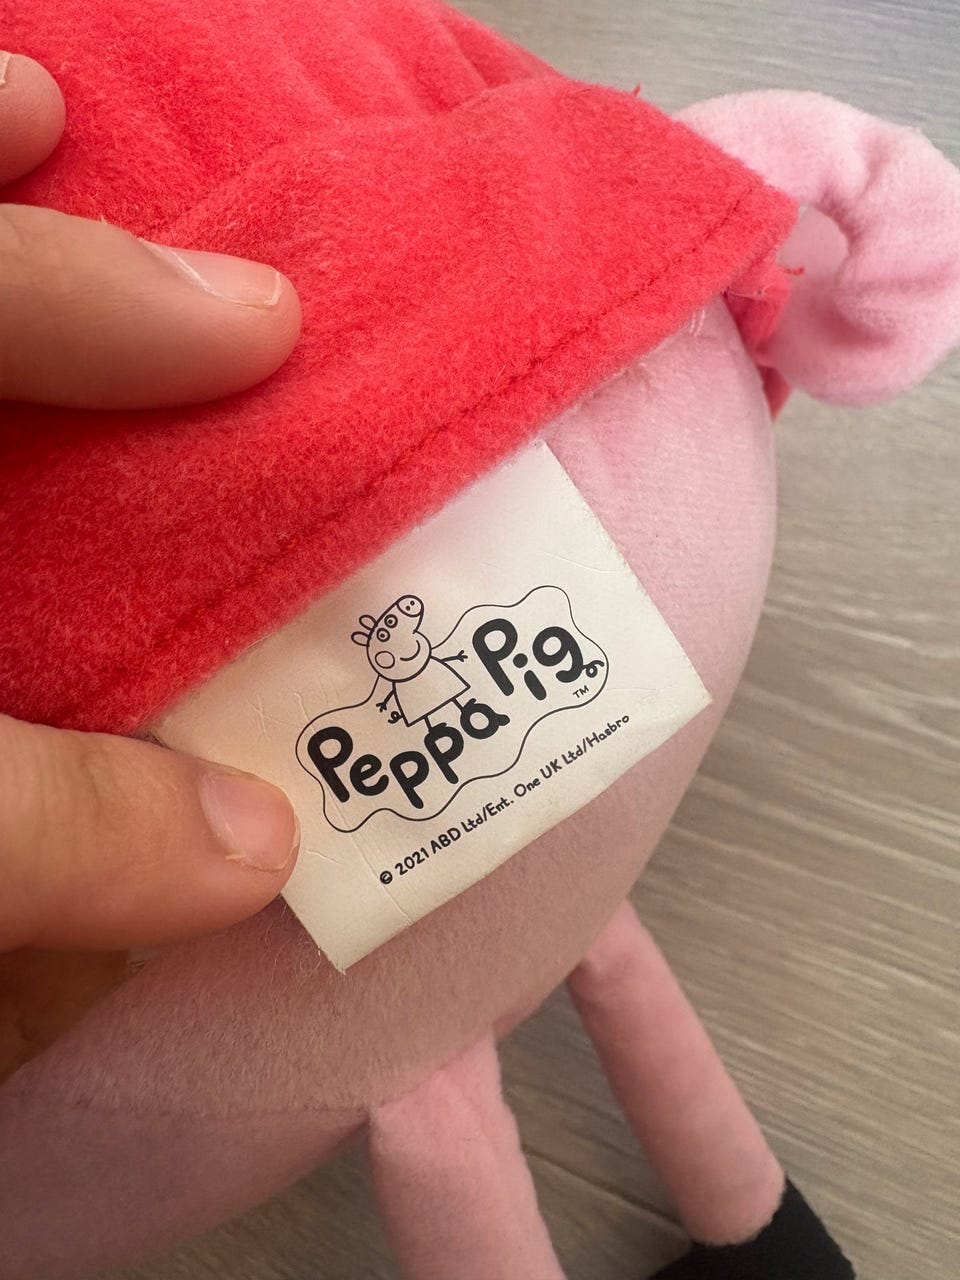 Peppa Pig™
© 2021 ABD Ltd/Ent. One UK Ltd/Hasbro